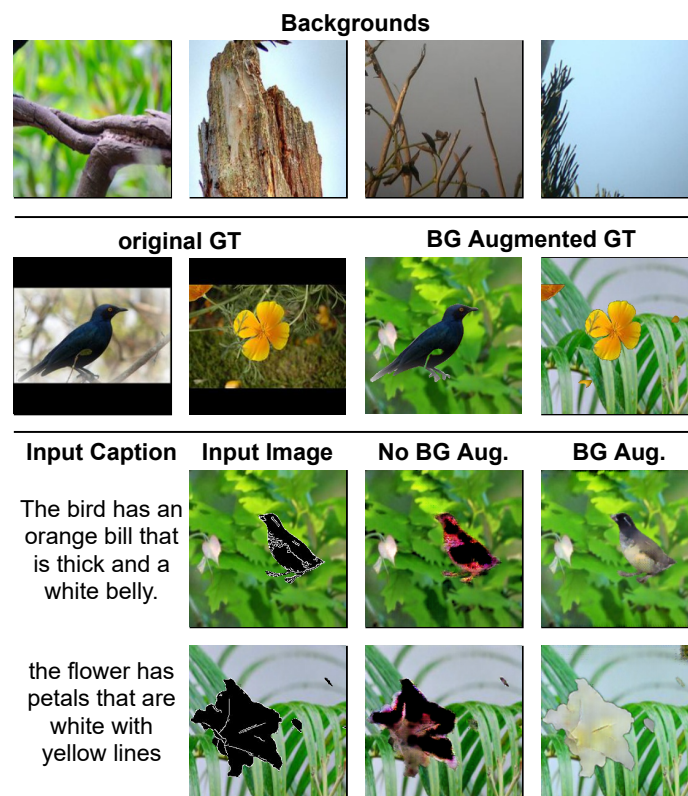 Backgrounds
original GT
BG Augmented GT
Input Caption
Input Image
No BG Aug.
BG Aug.
The bird has an
orange bill that
is thick and a
white belly.
the flower has
petals that are
white with
yellow lines